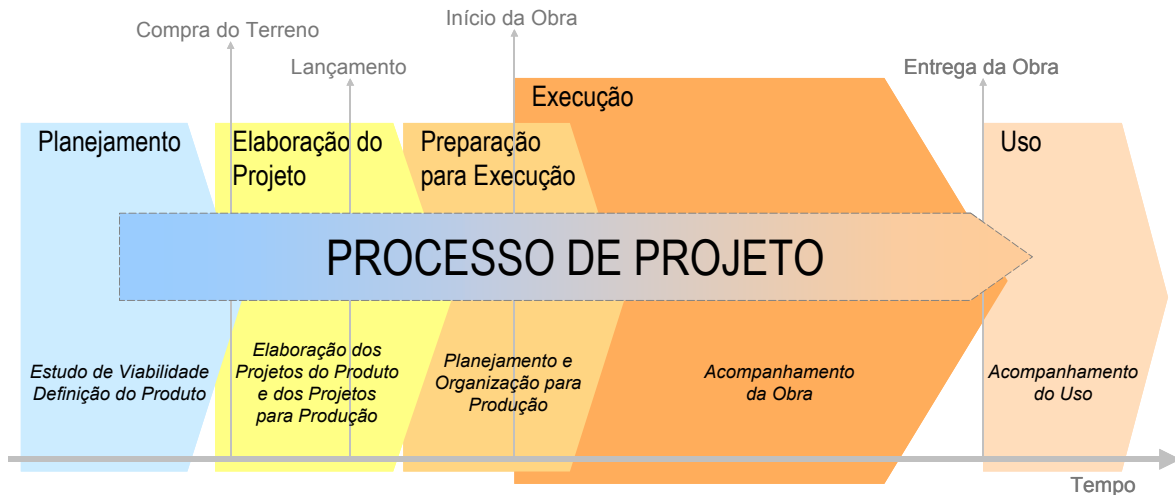 Compra do Terreno
Início da Obra
Lançamento
Entrega da Obra
Execução
Planejamento
Elaboração do
Projeto
Preparação
para Execução
Uso
PROCESSO DE PROJETO
Estudo de Viabilidade
Definição do Produto
Elaboração dos
Projetos do Produto
e dos Projetos
para Produção
Planejamento e
Organização para
Produção
Acompanhamento
da Obra
Acompanhamento
do Uso
Tempo